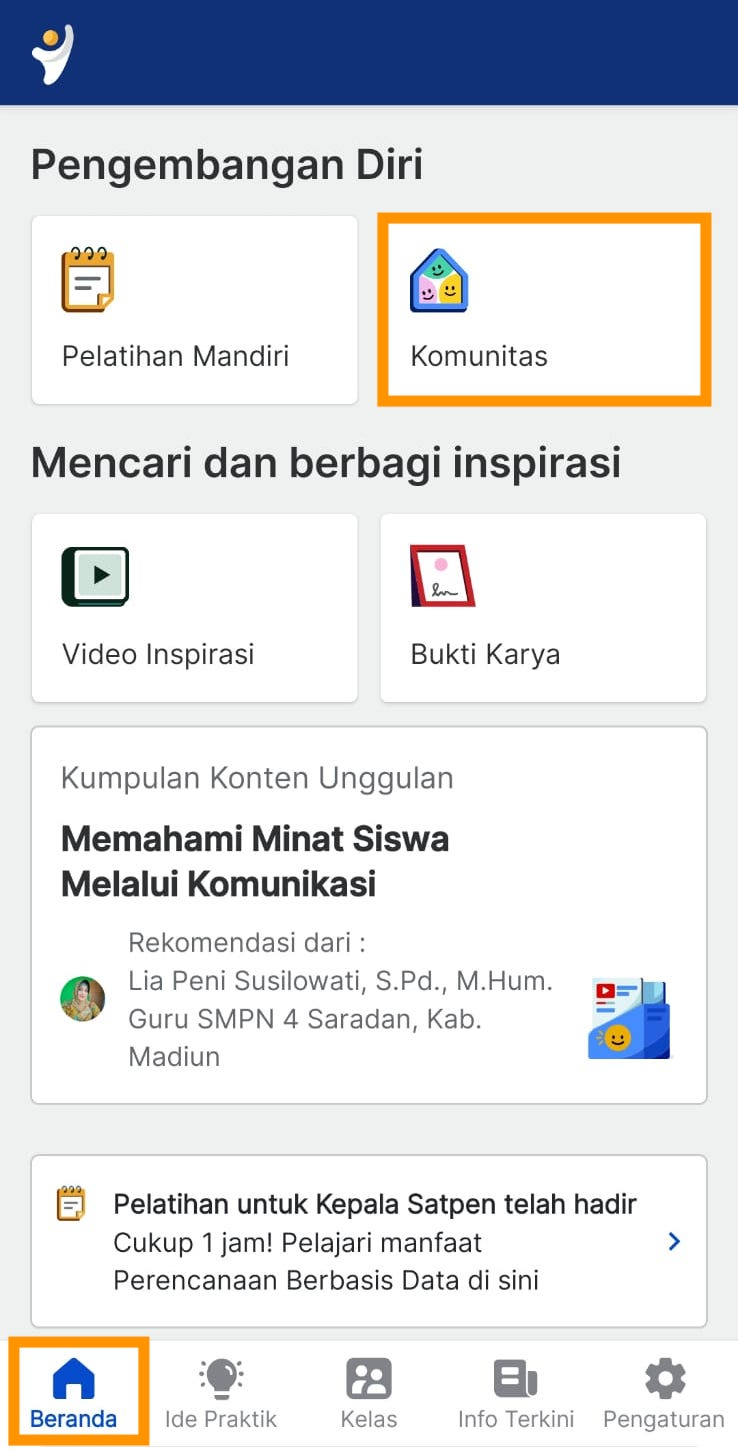 Pengembangan Diri
Pelatihan Mandiri
Komunitas
Mencari dan berbagi inspirasi
Video Inspirasi
Bukti Karya
Kumpulan Konten Unggulan
Memahami Minat Siswa
Melalui Komunikasi
Rekomendasi dari :
Lia Peni Susilowati, S.Pd., M.Hum.
Guru SMPN 4 Saradan, Kab.
Madiun
Pelatihan untuk Kepala Satpen telah hadir
Cukup 1 jam! Pelajari manfaat
Perencanaan Berbasis Data di sini
Beranda
Ide Praktik
Kelas
Info Terkini
Pengaturan